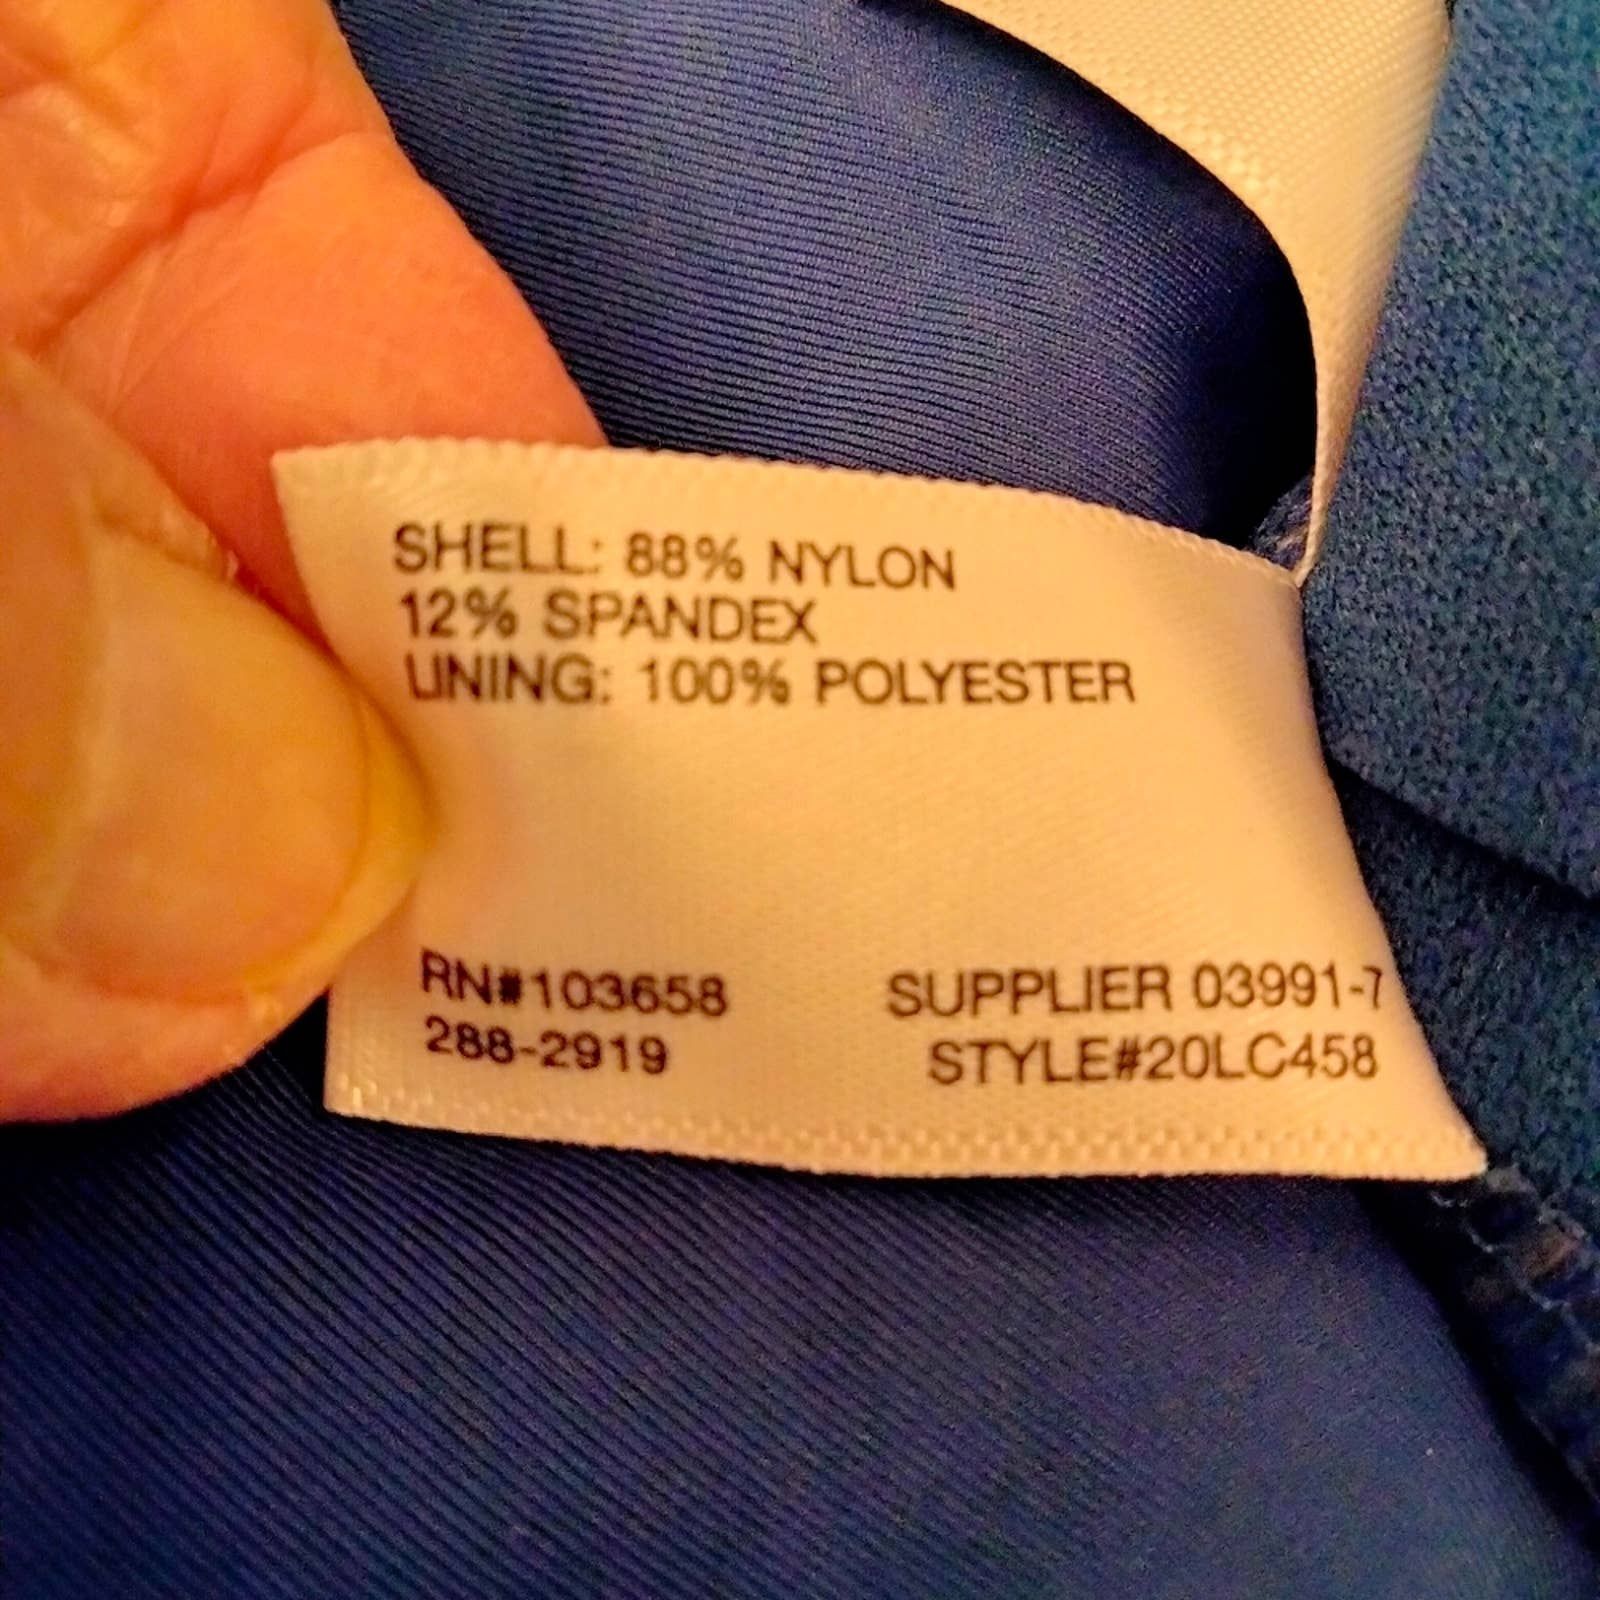 SHELL: 88% NYLON
12% SPANDEX
LINING: 100% POLYESTER
RN#103658 SUPPLIER 03991-7
288-2919 STYLE#20LC458